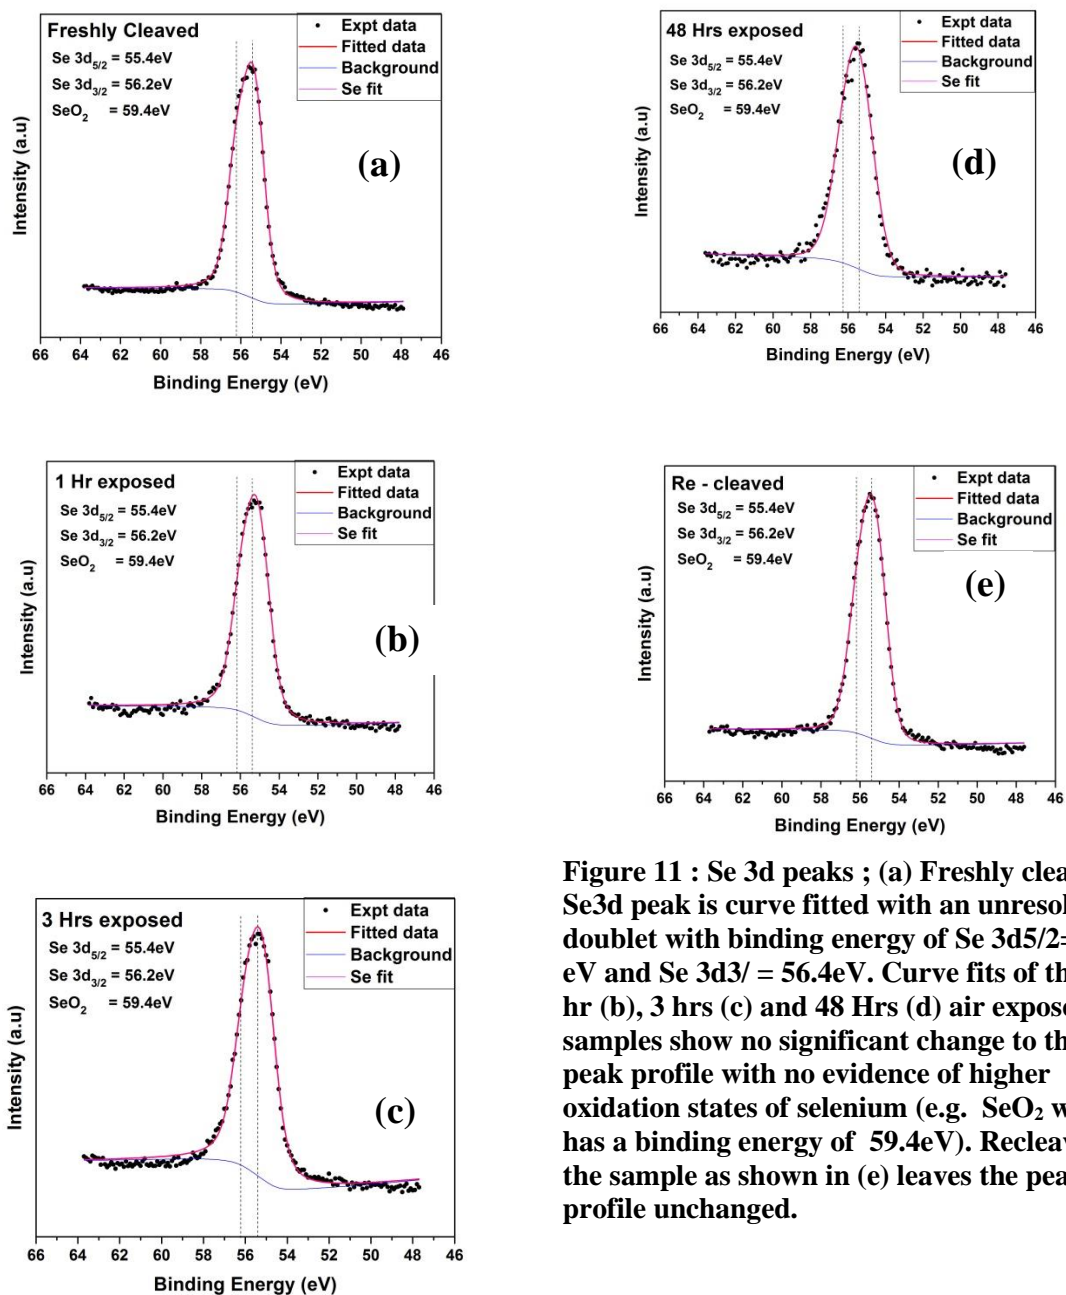 Freshly Cleaved
Se 3d5/2 = 55.4eV
Se 3d3/2 = 56.2eV
SeO2 = 59.4eV
Expt data
Fitted data
Background
Se fit
(a)
Intensity (a.u)
66 64 62 60 58 56 54 52 50 48 46
Binding Energy (eV)
48 Hrs exposed
Se 3d5/2 = 55.4eV
Se 3d3/2 = 56.2eV
SeO2 = 59.4eV
Expt data
Fitted data
Background
Se fit
(d)
Intensity (a.u)
66 64 62 60 58 56 54 52 50 48 46
Binding Energy (eV)
1 Hr exposed
Se 3d5/2 = 55.4eV
Se 3d3/2 = 56.2eV
SeO2 = 59.4eV
Expt data
Fitted data
Background
Se fit
(b)
Intensity (a.u)
66 64 62 60 58 56 54 52 50 48 46
Binding Energy (eV)
Re - cleaved
Se 3d5/2 = 55.4eV
Se 3d3/2 = 56.2eV
SeO2 = 59.4eV
Expt data
Fitted data
Background
Se fit
(e)
Intensity (a.u)
66 64 62 60 58 56 54 52 50 48 46
Binding Energy (eV)
3 Hrs exposed
Se 3d5/2 = 55.4eV
Se 3d3/2 = 56.2eV
SeO2 = 59.4eV
Expt data
Fitted data
Background
Se fit
(c)
Intensity (a.u)
66 64 62 60 58 56 54 52 50 48 46
Binding Energy (eV)
Figure 11 : Se 3d peaks ; (a) Freshly
Se3d peak is curve fitted with an
doublet with binding energy of Se 3d5/2=
eV and Se 3d3/ = 56.4eV. Curve fits of
hr (b), 3 hrs (c) and 48 Hrs (d) air
samples show no significant change to
peak profile with no evidence of higher
oxidation states of selenium (e.g. SeO2
has a binding energy of 59.4eV).
the sample as shown in (e) leaves the
profile unchanged.